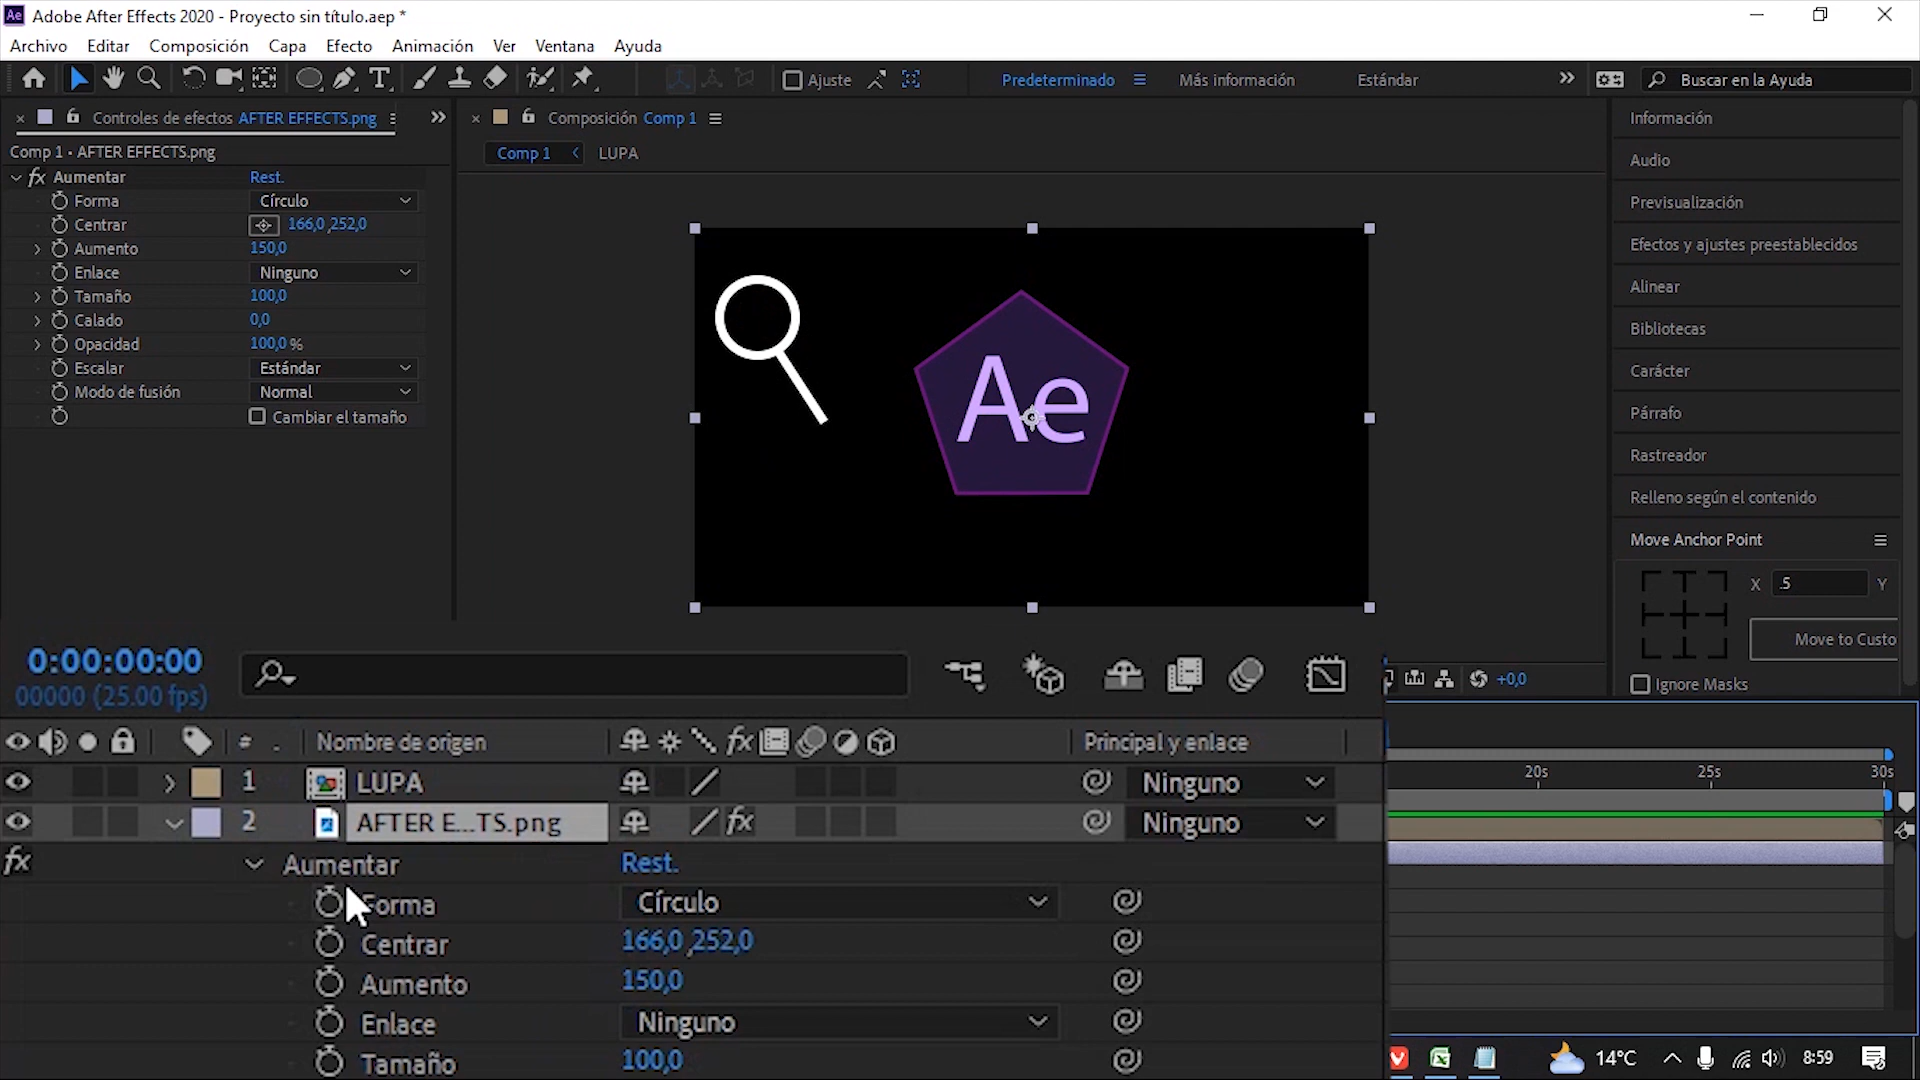 Ae Adobe After Effects 2020 - Proyecto sin título.aep *
Archivo Editar Composición Capa Efecto Animación Ver Ventana Ayuda
T Ajuste Predeterminado Más información Estándar Buscar en la Ayuda
Controles de efectos AFTER EFFECTS.png
Composición Comp 1
Comp 1 · AFTER EFFECTS.png
Comp 1 LUPA
fx Aumentar Rest.
Forma Círculo
Centrar 166,0 ,252,0
Aumento 150,0
Enlace Ninguno
Tamaño 100,0
Calado 0,0
Opacidad 100,0 %
Escalar Estándar
Modo de fusión Normal
Cambiar el tamaño
Ae
Información
Audio
Previsualización
Efectos y ajustes preestablecidos
Alinear
Bibliotecas
Carácter
Párrafo
Rastreador
Relleno según el contenido
Move Anchor Point
X .5 Y
Move to Custo
Ignore Masks
+0,0
0:00:00:00
00000 (25.00 fps)
# . Nombre de origen fx Principal y enlace
1 LUPA Ninguno
2 AFTER E...TS.png fx Ninguno
fx Aumentar Rest.
Forma Círculo
Centrar 166,0 ,252,0
Aumento 150,0
Enlace Ninguno
Tamaño 100,0
20s 25s 30s
14°C 8:59